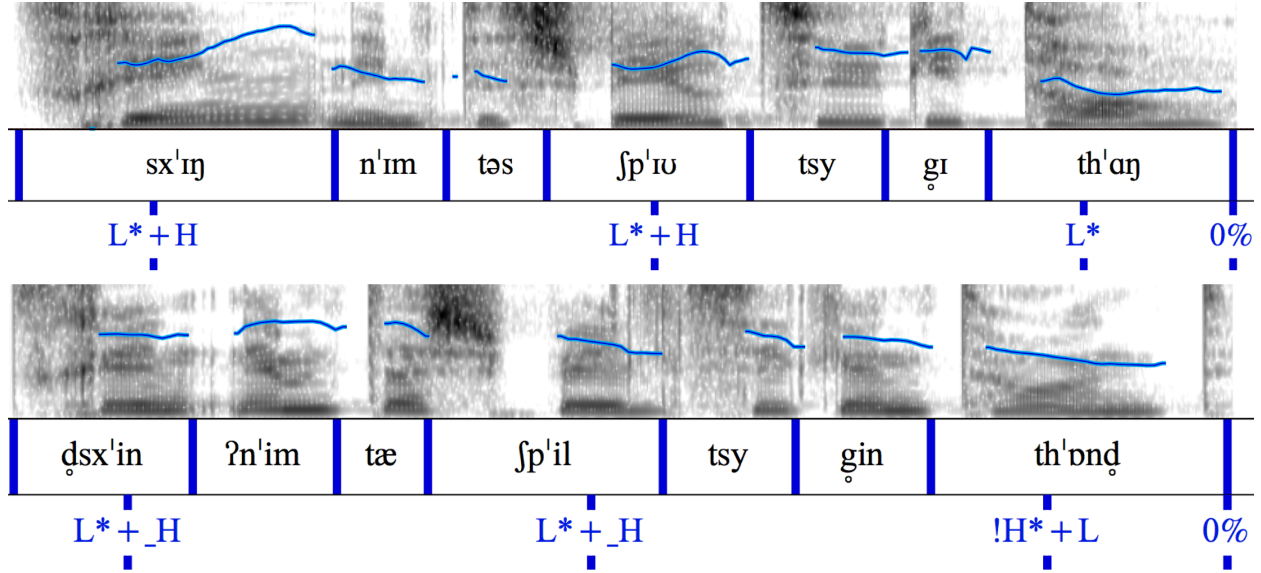 sxˈɪŋ nˈɪm təs ʃpˈɪʊ tsy g̥ɪ thˈɑŋ
L*+H L*+H L* 0%
d̥sxˈin ʔnˈim tæ ʃpˈil tsy g̥in thˈɒnd̥
L*+_H L*+_H !H*+L 0%